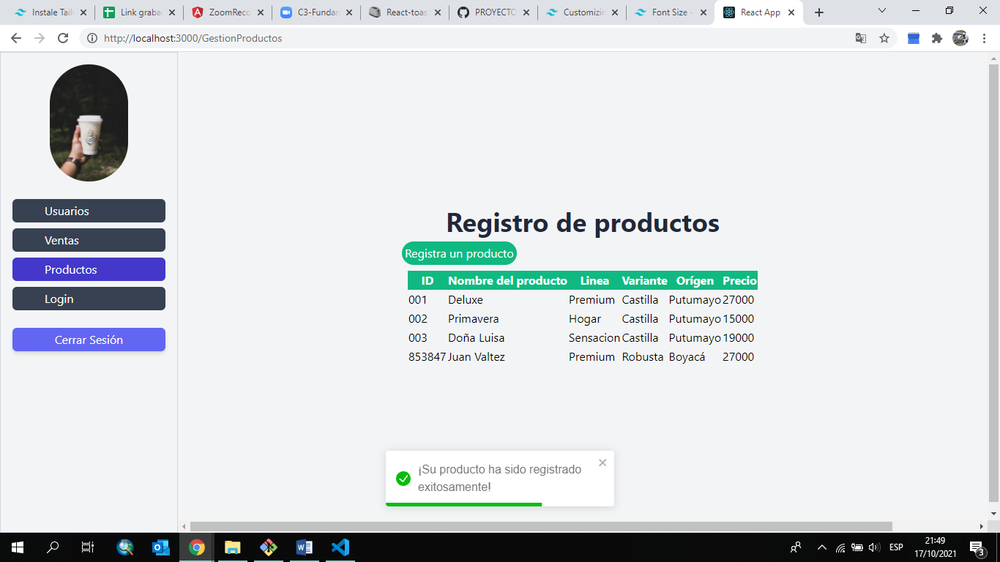 Instale Tail
Link graba
ZoomReco
C3-Fundan
React-toas
PROYECTO
Customizin
Font Size -
React App
http://localhost:3000/GestionProductos
Usuarios
Ventas
Productos
Login
Cerrar Sesión
Registro de productos
Registra un producto
ID Nombre del producto Linea Variante Orígen Precio
001 Deluxe Premium Castilla Putumayo 27000
002 Primavera Hogar Castilla Putumayo 15000
003 Doña Luisa Sensacion Castilla Putumayo 19000
853847 Juan Valtez Premium Robusta Boyacá 27000
¡Su producto ha sido registrado
exitosamente!
ESP
21:49
17/10/2021
3